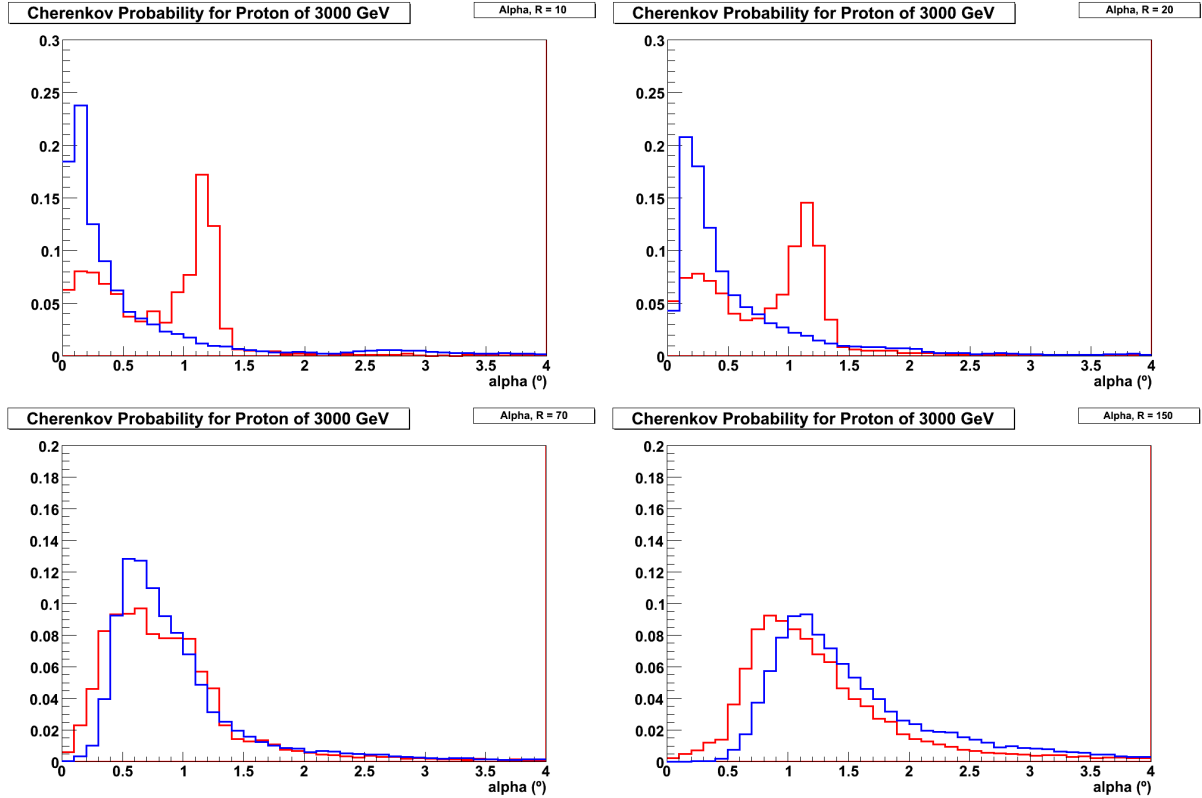 Cherenkov Probability for Proton of 3000 GeV
Alpha, R = 10
0.3
0.25
0.2
0.15
0.1
0.05
0
0 0.5 1 1.5 2 2.5 3 3.5 4
alpha (º)
Cherenkov Probability for Proton of 3000 GeV
Alpha, R = 20
0.3
0.25
0.2
0.15
0.1
0.05
0
0 0.5 1 1.5 2 2.5 3 3.5 4
alpha (º)
Cherenkov Probability for Proton of 3000 GeV
Alpha, R = 70
0.2
0.18
0.16
0.14
0.12
0.1
0.08
0.06
0.04
0.02
0
0 0.5 1 1.5 2 2.5 3 3.5 4
alpha (º)
Cherenkov Probability for Proton of 3000 GeV
Alpha, R = 150
0.2
0.18
0.16
0.14
0.12
0.1
0.08
0.06
0.04
0.02
0
0 0.5 1 1.5 2 2.5 3 3.5 4
alpha (º)